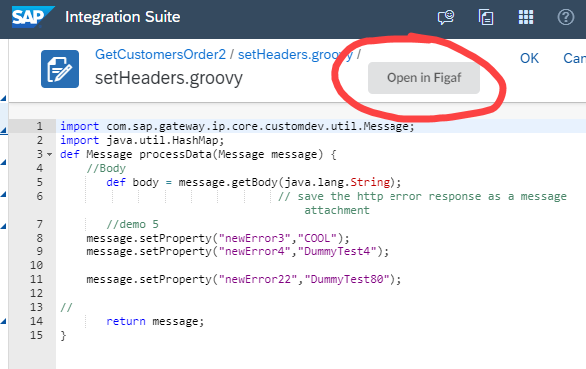 SAP Integration Suite
GetCustomersOrder2 / setHeaders.groovy /
setHeaders.groovy
Open in Figaf
OK
Can
1 import com.sap.gateway.ip.core.customdev.util.Message;
2 import java.util.HashMap;
3 def Message processData(Message message) {
4 //Body
5 def body = message.getBody(java.lang.String);
6 // save the http error response as a message
attachment
7 //demo 5
8 message.setProperty("newError3","COOL");
9 message.setProperty("newError4","DummyTest4");
10
11 message.setProperty("newError22","DummyTest80");
12
13 //
14 return message;
15 }